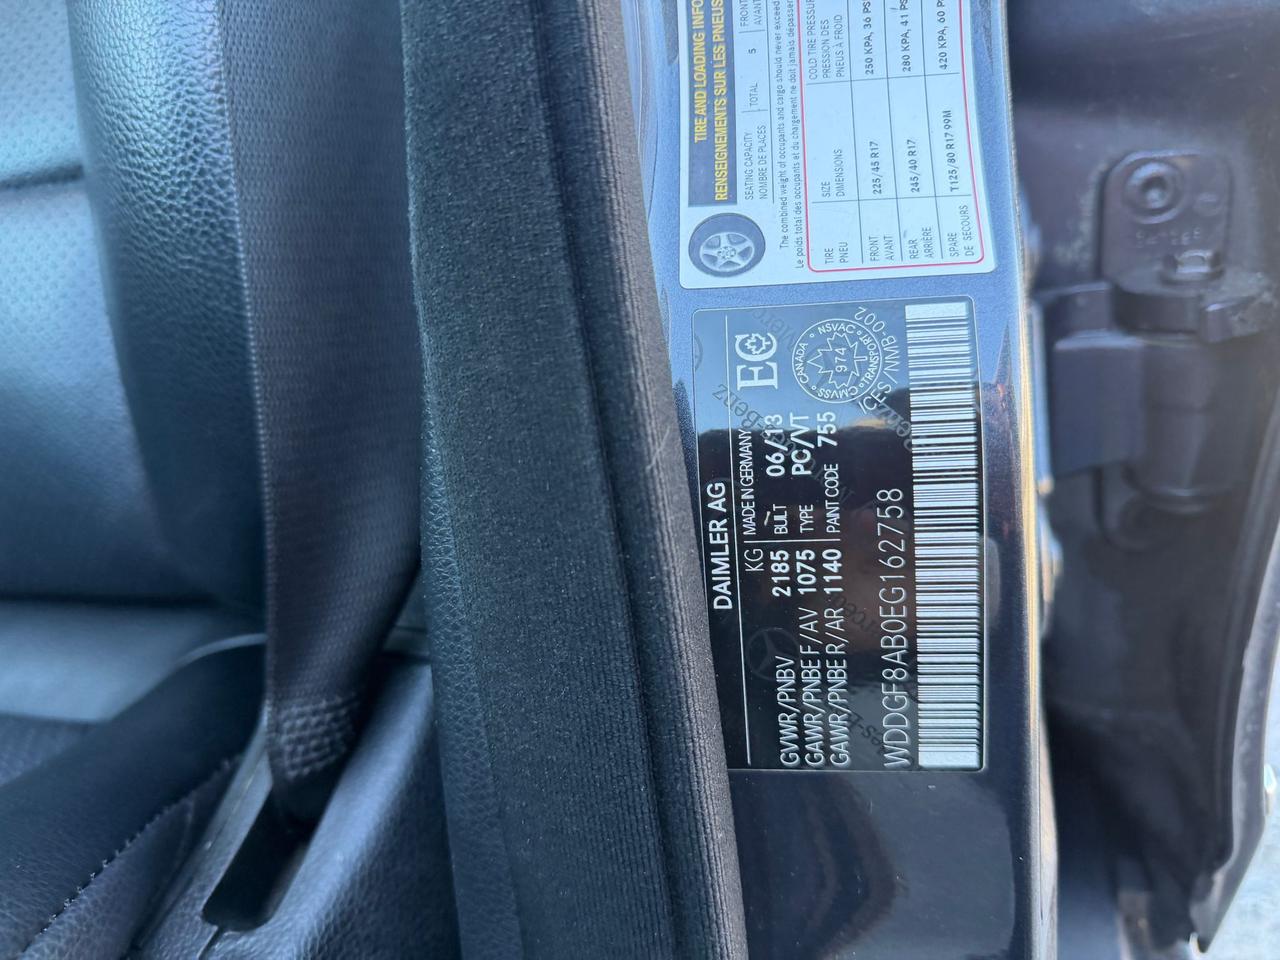 TIRE AND LOADING INFO
RENSEIGNEMENTS SUR LES PNEUS
SEATING CAPACITY
NOMBRE DE PLACES
TOTAL 5
FRONT
AVANT
The combined weight of occupants and cargo should never exceed
Le poids total des occupants et du chargement ne doit jamais dépasser
TIRE
PNEU
SIZE
DIMENSIONS
COLD TIRE PRESSURE
PRESSION DES
PNEUS À FROID
FRONT
AVANT
225/45 R17
250 KPA, 36 PSI
REAR
ARRIÈRE
245/40 R17
280 KPA, 41 PS
SPARE
DE SECOURS
T125/80 R17 99M
420 KPA, 60 PS
DAIMLER AG
KG MADE IN GERMANY
EC
GVWR/PNBV 2185 BUILT 06/13
GAWR/PNBE F/AV 1075 TYPE PC/VT
GAWR/PNBE R/AR 1140 PAINT CODE 755
CANADA NSVAC TRANSPORT CMVSS
974
ICES/NMB-002
WDDGF8AB0EG162758